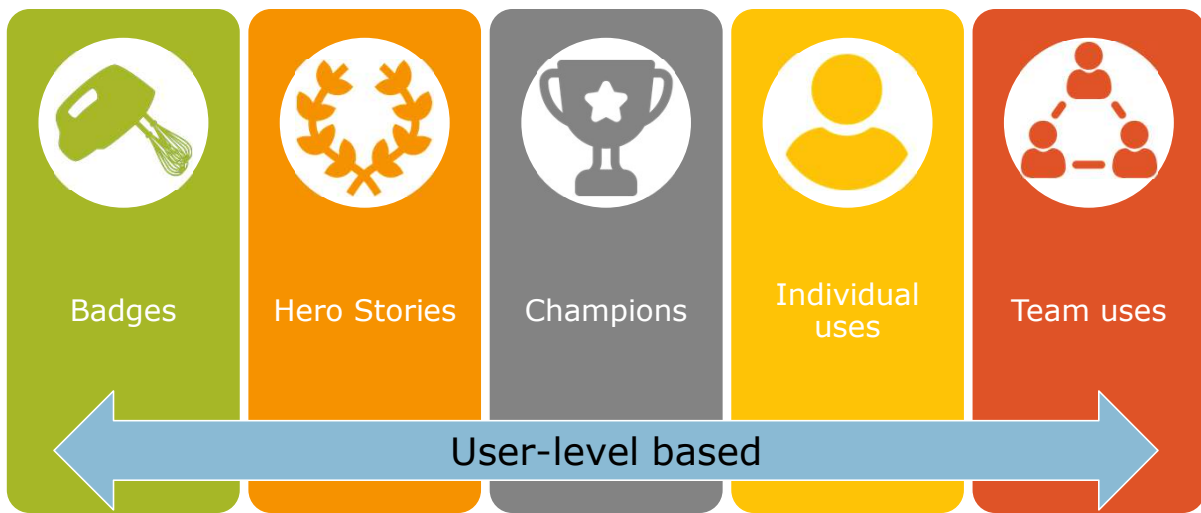 Badges
Hero Stories
Champions
Individual
uses
Team uses
User-level based